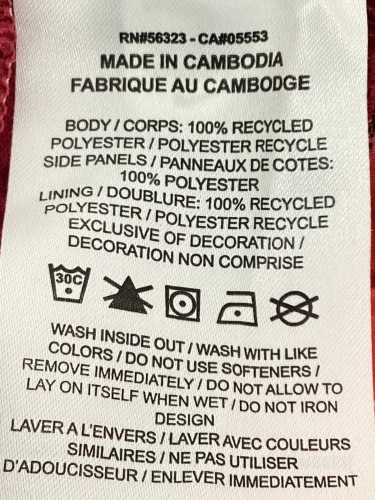 RN#56323 - CA#05553
MADE IN CAMBODIA
FABRIQUE AU CAMBODGE
BODY / CORPS: 100% RECYCLED
POLYESTER / POLYESTER RECYCLE
SIDE PANELS / PANNEAUX DE COTES:
100% POLYESTER
LINING / DOUBLURE: 100% RECYCLED
POLYESTER / POLYESTER RECYCLE
EXCLUSIVE OF DECORATION /
DECORATION NON COMPRISE
30C
WASH INSIDE OUT / WASH WITH LIKE
COLORS / DO NOT USE SOFTENERS /
REMOVE IMMEDIATELY / DO NOT ALLOW TO
LAY ON ITSELF WHEN WET / DO NOT IRON
DESIGN
LAVER A L'ENVERS / LAVER AVEC COULEURS
SIMILAIRES / NE PAS UTILISER
D'ADOUCISSEUR / ENLEVER IMMEDIATEMENT